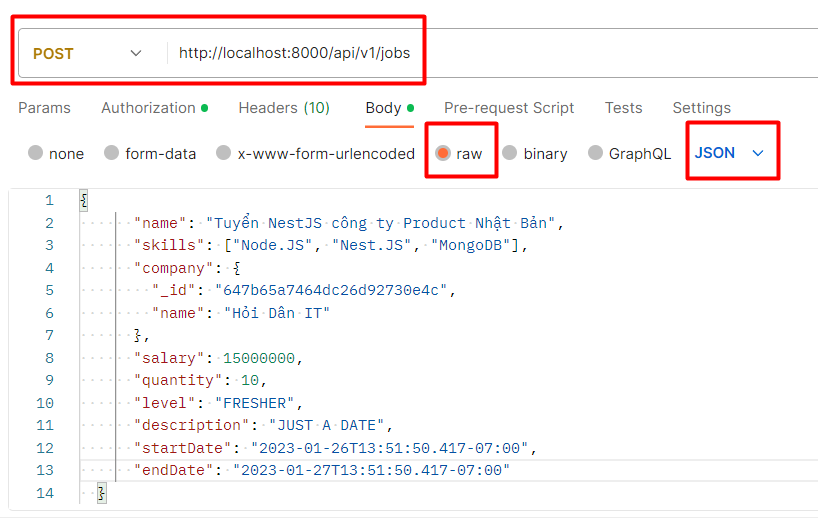 POST http://localhost:8000/api/v1/jobs
Params Authorization Headers (10) Body Pre-request Script Tests Settings
none form-data x-www-form-urlencoded raw binary GraphQL JSON
1 {
2 "name": "Tuyển NestJS công ty Product Nhật Bản",
3 "skills": ["Node.JS", "Nest.JS", "MongoDB"],
4 "company": {
5 "_id": "647b65a7464dc26d92730e4c",
6 "name": "Hỏi Dân IT"
7 },
8 "salary": 15000000,
9 "quantity": 10,
10 "level": "FRESHER",
11 "description": "JUST A DATE",
12 "startDate": "2023-01-26T13:51:50.417-07:00",
13 "endDate": "2023-01-27T13:51:50.417-07:00"
14 }